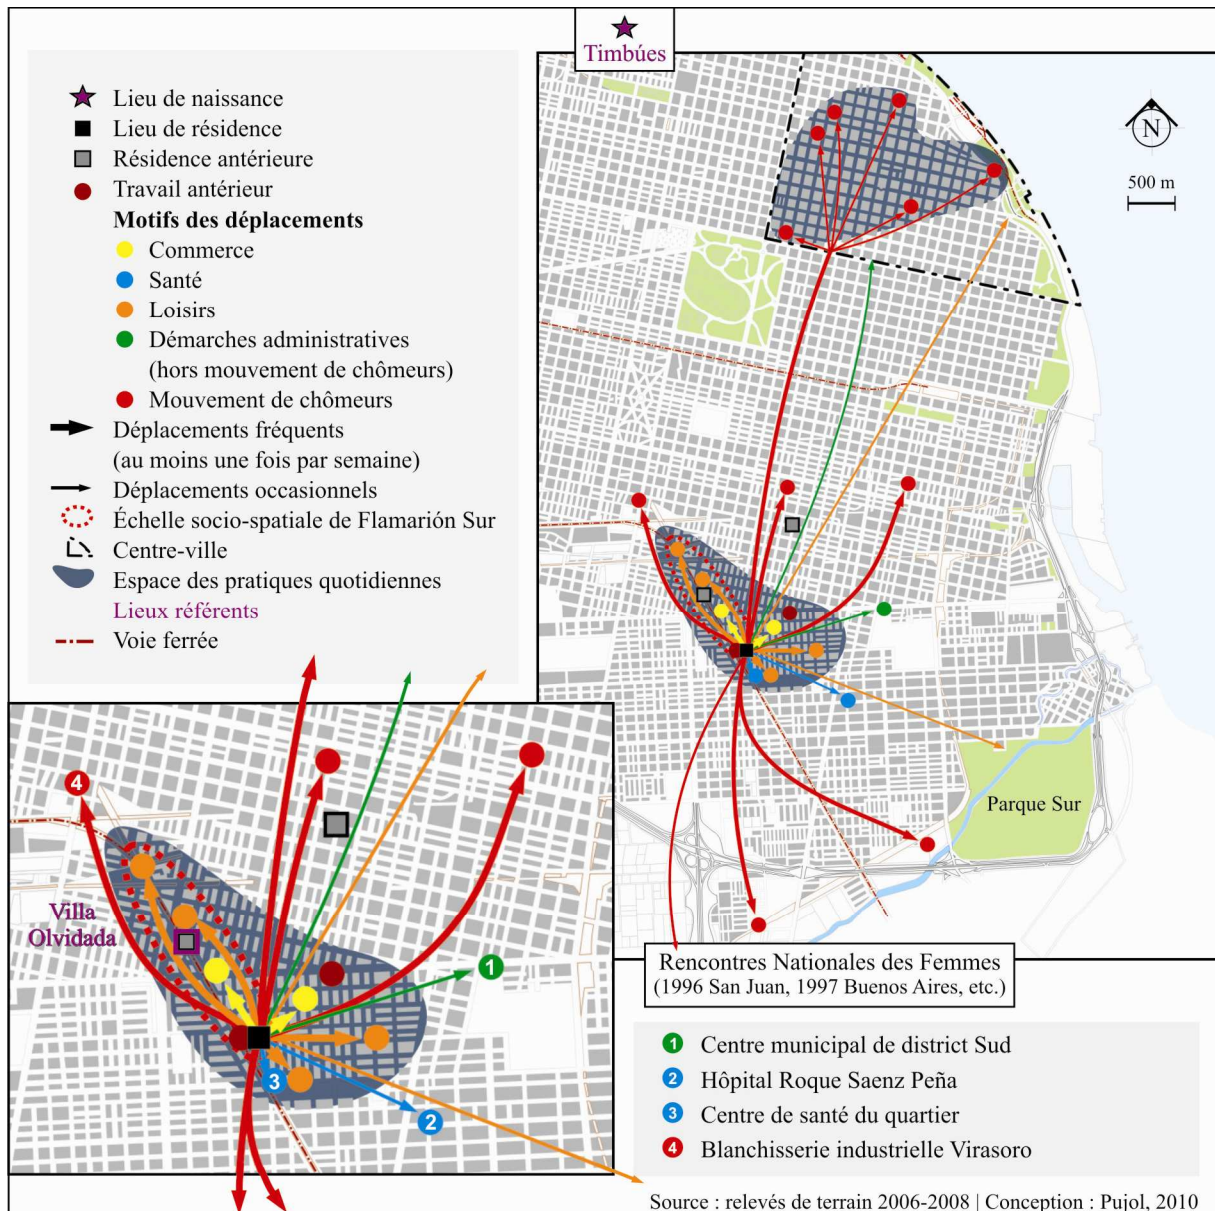 Timbúes
Lieu de naissance
Lieu de résidence
Résidence antérieure
Travail antérieur
Motifs des déplacements
Commerce
Santé
Loisirs
Démarches administratives
(hors mouvement de chômeurs)
Mouvement de chômeurs
Déplacements fréquents
(au moins une fois par semaine)
Déplacements occasionnels
Échelle socio-spatiale de Flamarión Sur
Centre-ville
Espace des pratiques quotidiennes
Lieux référents
Voie ferrée
N
500 m
Parque Sur
4
Villa
Olvidada
1
3
2
Rencontres Nationales des Femmes
(1996 San Juan, 1997 Buenos Aires, etc.)
1 Centre municipal de district Sud
2 Hôpital Roque Saenz Peña
3 Centre de santé du quartier
4 Blanchisserie industrielle Virasoro
Source : relevés de terrain 2006-2008 | Conception : Pujol, 2010